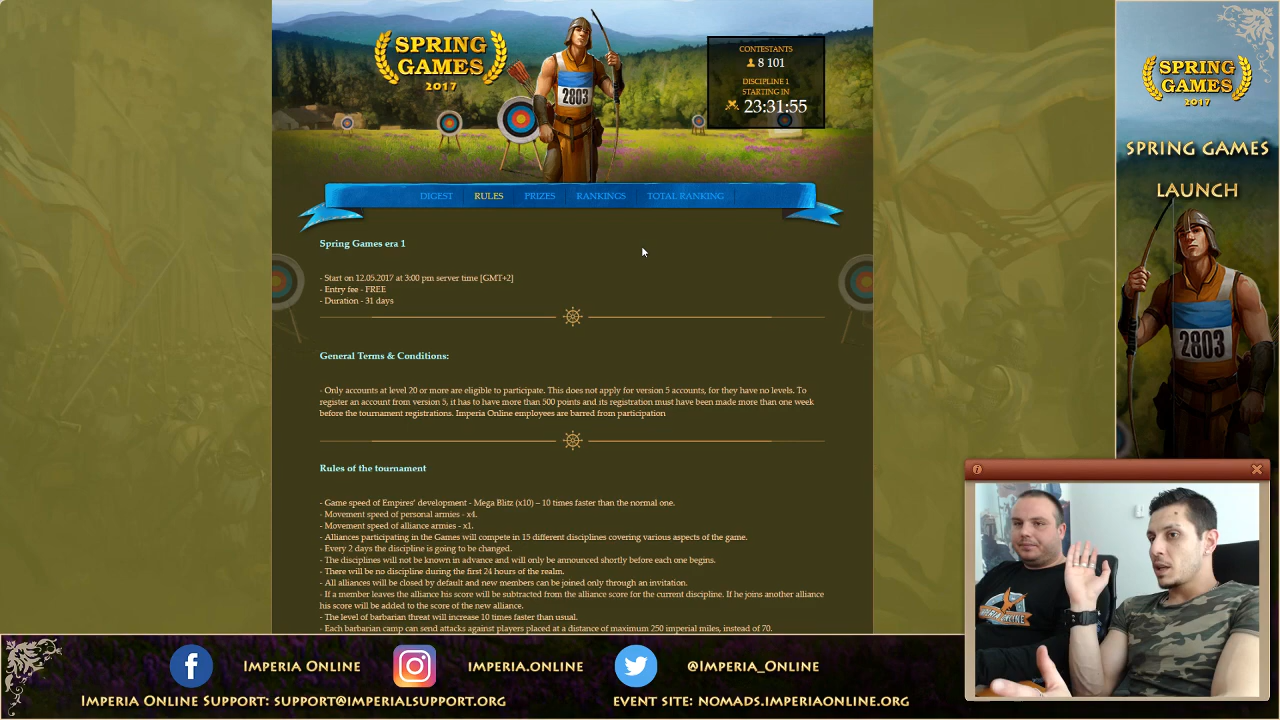 SPRING
GAMES
2017
2803
CONTESTANTS
8 101
DISCIPLINE 1
STARTING IN
23:31:55
DIGEST
RULES
PRIZES
RANKINGS
TOTAL RANKING
Spring Games era 1
- Start on 12.05.2017 at 3:00 pm server time [GMT+2]
- Entry fee - FREE
- Duration - 31 days
General Terms & Conditions:
- Only accounts at level 20 or more are eligible to participate. This does not apply for version 5 accounts, for they have no levels. To
register an account from version 5, it has to have more than 500 points and its registration must have been made more than one week
before the tournament registrations. Imperia Online employees are barred from participation
Rules of the tournament
- Game speed of Empires' development - Mega Blitz (x10) – 10 times faster than the normal one.
- Movement speed of personal armies - x4.
- Movement speed of alliance armies - x1.
- Alliances participating in the Games will compete in 15 different disciplines covering various aspects of the game.
- Every 2 days the discipline is going to be changed.
- The disciplines will not be known in advance and will only be announced shortly before each one begins.
- There will be no discipline during the first 24 hours of the realm.
- All alliances will be closed by default and new members can be joined only through an invitation.
- If a member leaves the alliance his score will be subtracted from the alliance score for the current discipline. If he joins another alliance
his score will be added to the score of the new alliance.
- The level of barbarian threat will increase 10 times faster than usual.
- Each barbarian camp can send attacks against players placed at a distance of maximum 250 imperial miles, instead of 70.
SPRING
GAMES
2017
SPRING GAMES
LAUNCH
2803
IMPERIA ONLINE
IMPERIA.ONLINE
@IMPERIA_ONLINE
IMPERIA ONLINE SUPPORT: SUPPORT@IMPERIALSUPPORT.ORG
EVENT SITE: NOMADS.IMPERIAONLINE.ORG